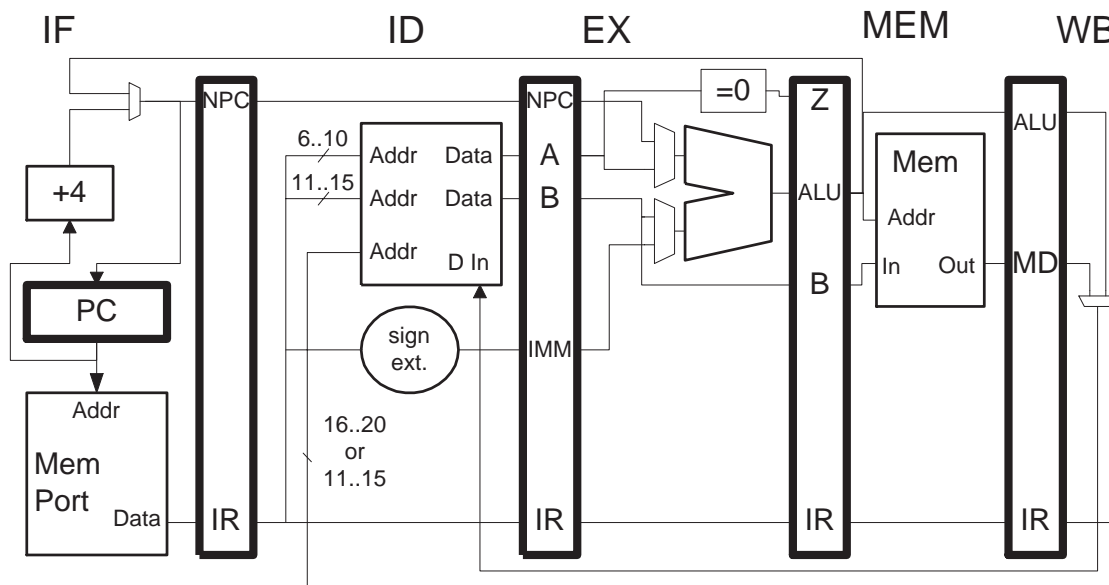 IF ID EX MEM WB
NPC NPC =0 Z
6..10 Addr Data A ALU
11..15 Addr Data B Mem
+4 ALU
Addr Addr
D In In Out MD
PC B
sign
ext. IMM
Addr
16..20
or
11..15
Mem
Port
Data IR IR IR IR